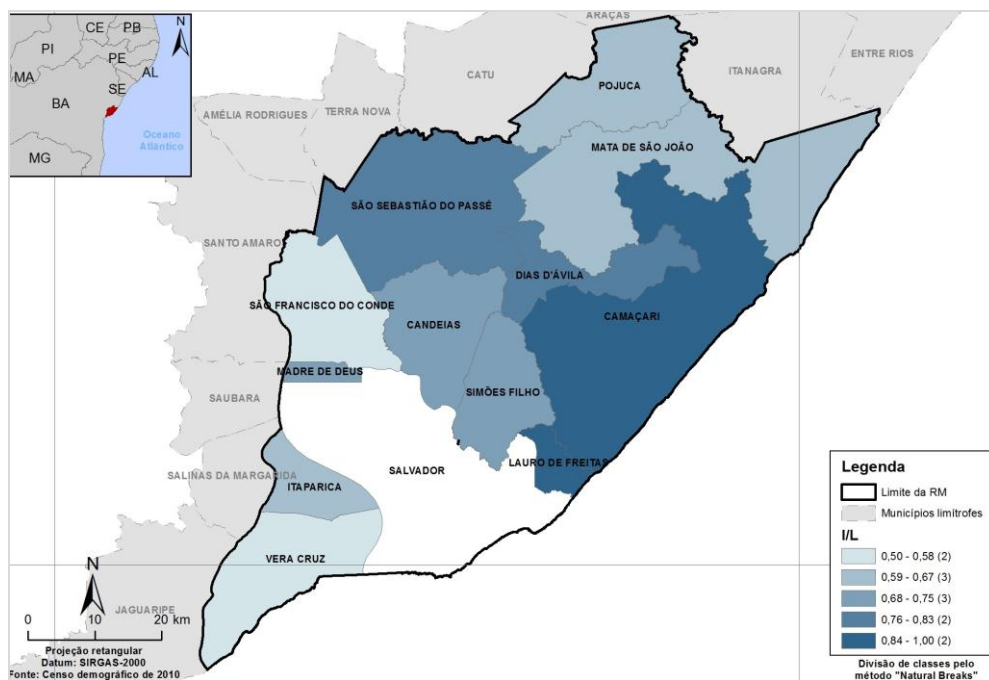 CE
PB
PI
PE
MA
AL
SE
BA
Oceano
Atlântico
MG
N
ARAÇAS
ENTRE RIOS
CATU
ITANAGRA
POJUCA
TERRA NOVA
AMÉLIA RODRIGUES
MATA DE SÃO JOÃO
SÃO SEBASTIÃO DO PASSÉ
SANTO AMARO
DIAS D'ÁVILA
SÃO FRANCISCO DO CONDE
CAMAÇARI
CANDEIAS
MADRE DE DEUS
SIMÕES FILHO
SAUBARA
LAURO DE FREITAS
SALVADOR
SALINAS DA MARGARIDA
ITAPARICA
VERA CRUZ
JAGUARIPE
N
0 10 20 km
Projeção retangular
Datum: SIRGAS-2000
Fonte: Censo demográfico de 2010
Legenda
Limite da RM
Municípios limítrofes
I/L
0,50 - 0,58 (2)
0,59 - 0,67 (3)
0,68 - 0,75 (3)
0,76 - 0,83 (2)
0,84 - 1,00 (2)
Divisão de classes pelo
método "Natural Breaks"